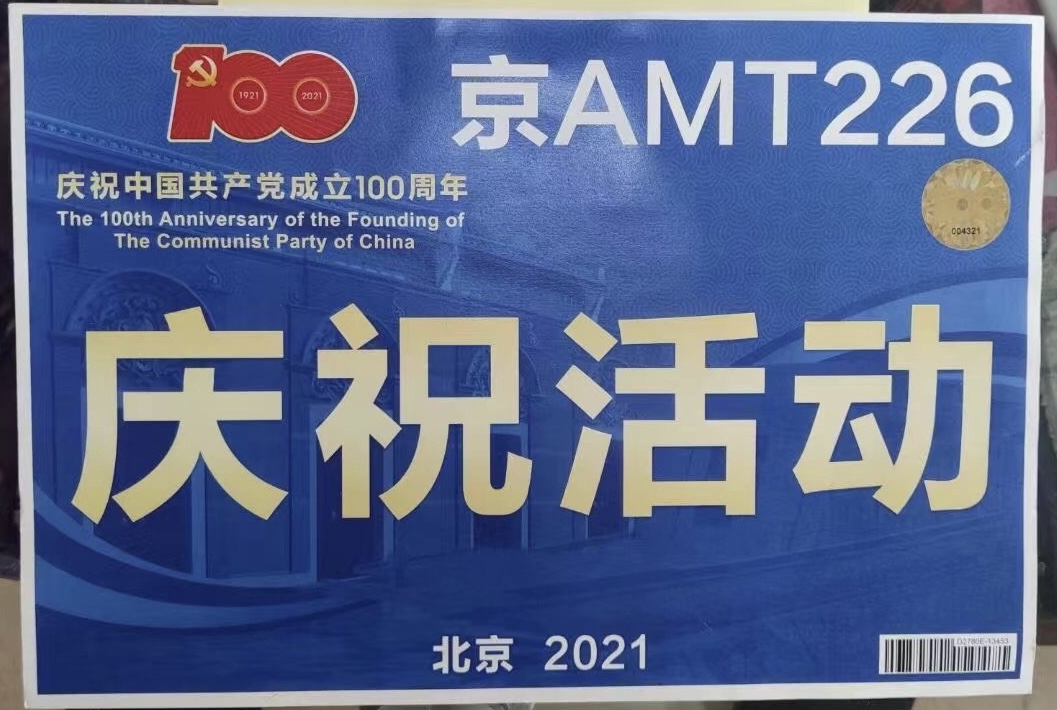 100
1921 2021
京AMT226
庆祝中国共产党成立100周年
The 100th Anniversary of the Founding of
The Communist Party of China
004321
庆祝活动
北京 2021
D2780E-13453